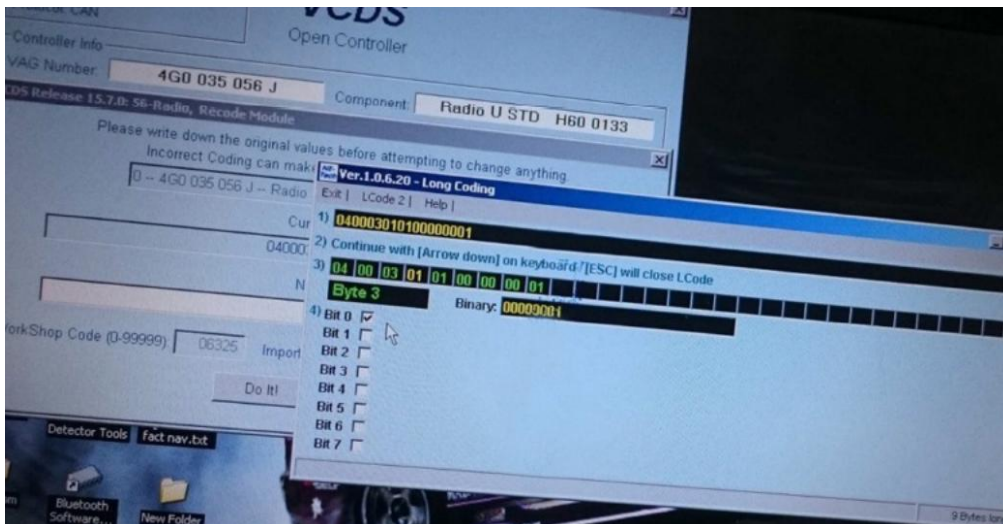 VCDS
Open Controller
Controller Info
VAG Number:
4G0 035 056 J
Component:
Radio U STD H60 0133
CDS Release 15.7.0: 56-Radio, Recode Module
Please write down the original values before attempting to change anything.
Incorrect Coding can mak
0 -- 4G0 035 056 J -- Radio
Cur
04000
N
WorkShop Code (0-99999)
06325
Import
Do It!
Ver.1.0.6.20 - Long Coding
Exit | LCode 2 | Help |
1) 040003010100000001
2) Continue with [Arrow down] on keyboard / [ESC] will close LCode
3) 04 00 03 01 01 00 00 00 01
Byte 3
Binary: 00000001
4) Bit 0
Bit 1
Bit 2
Bit 3
Bit 4
Bit 5
Bit 6
Bit 7
9 Bytes
Detector Tools
fact nav.txt
Bluetooth
Software...
New Folder